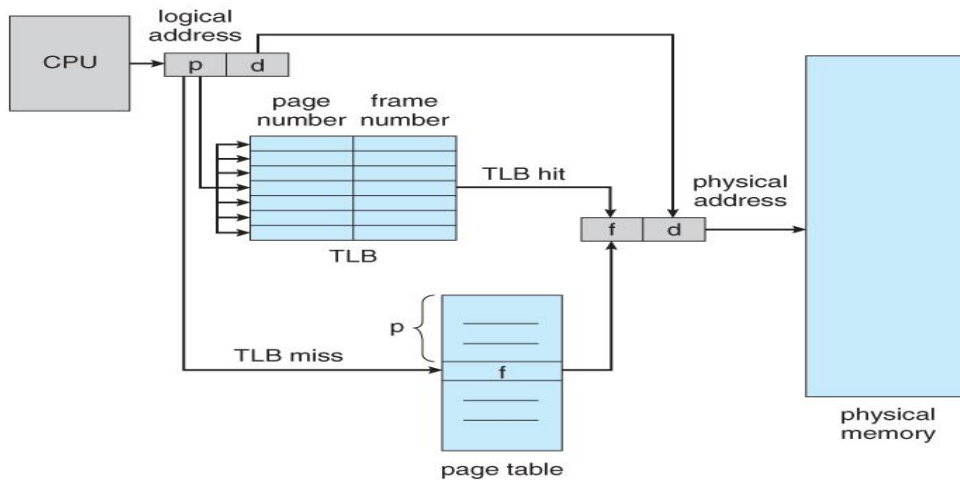 CPU
logical
address
p d
page
number
frame
number
TLB hit
physical
address
f d
TLB
p
TLB miss
f
page table
physical
memory